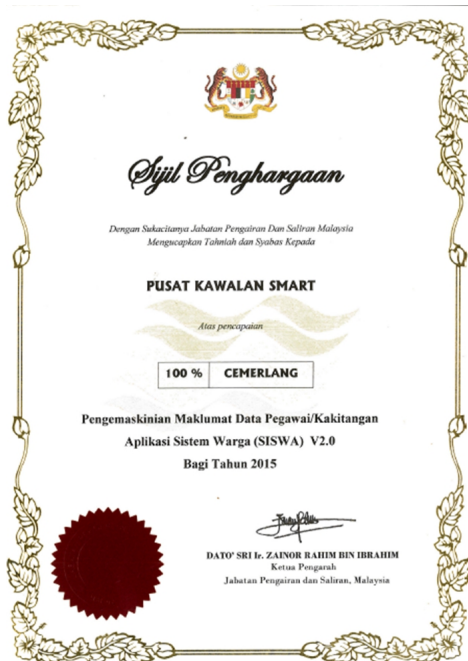 Sijil Penghargaan
Dengan Sukacitanya Jabatan Pengairan Dan Saliran Malaysia
Mengucapkan Tahniah dan Syabas Kepada
PUSAT KAWALAN SMART
Atas pencapaian
100 % CEMERLANG
Pengemaskinian Maklumat Data Pegawai/Kakitangan
Aplikasi Sistem Warga (SISWA) V2.0
Bagi Tahun 2015
DATO' SRI Ir. ZAINOR RAHIM BIN IBRAHIM
Ketua Pengarah
Jabatan Pengairan dan Saliran, Malaysia